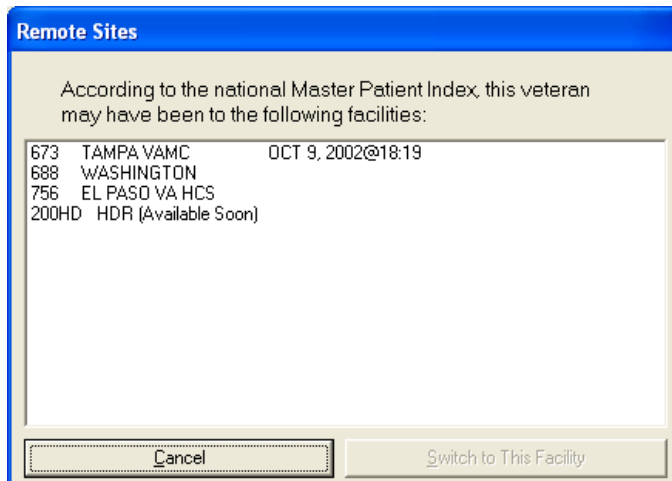 Remote Sites
According to the national Master Patient Index, this veteran
may have been to the following facilities:
673 TAMPA VAMC OCT 9, 2002@18:19
688 WASHINGTON
756 EL PASO VA HCS
200HD HDR (Available Soon)
Cancel Switch to This Facility